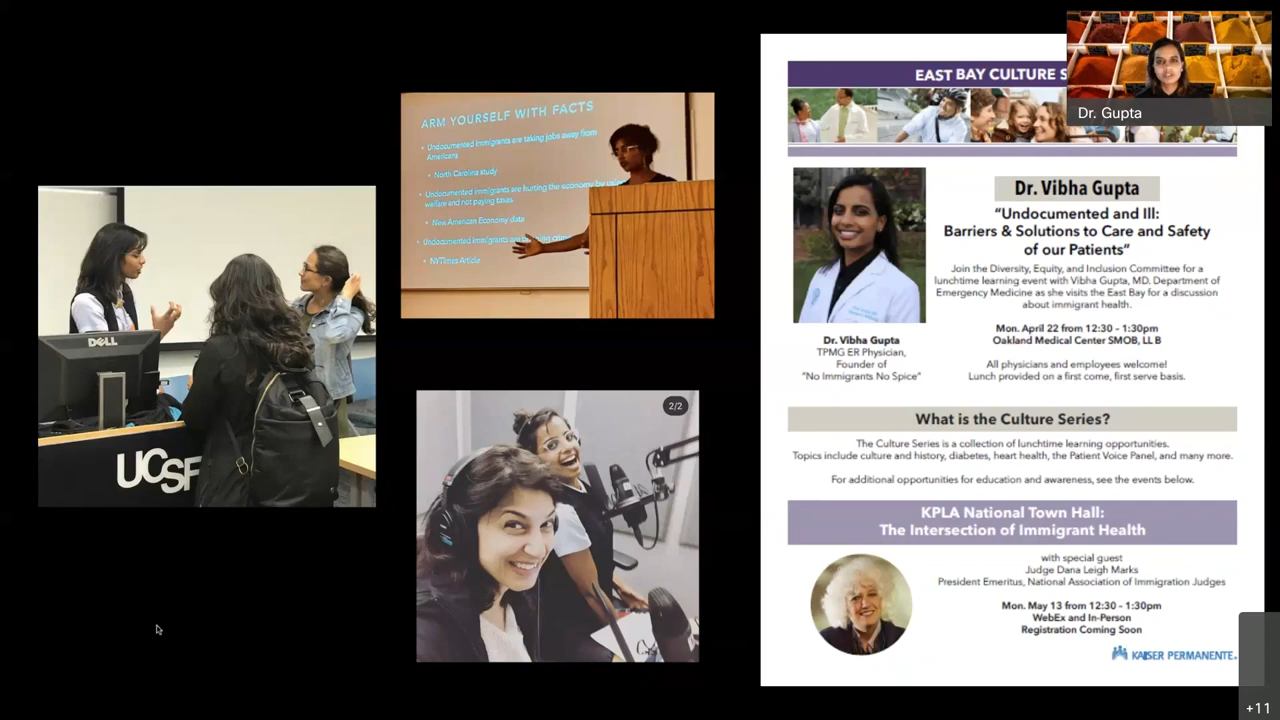 DELL
UCSF
ARM YOURSELF WITH FACTS
Undocumented immigrants are taking jobs away from
Americans
North Carolina study
Undocumented immigrants are hurting the economy by using
welfare and not paying taxes
New American Economy data
Undocumented immigrants are
NYTimes Article
2/2
EAST BAY CULTURE S
Dr. Gupta
Dr. Vibha Gupta
"Undocumented and Ill:
Barriers & Solutions to Care and Safety
of our Patients"
Join the Diversity, Equity, and Inclusion Committee for a
lunchtime learning event with Vibha Gupta, MD. Department of
Emergency Medicine as she visits the East Bay for a discussion
about immigrant health.
Mon. April 22 from 12:30 – 1:30pm
Oakland Medical Center SMOB, LL B
All physicians and employees welcome!
Lunch provided on a first come, first serve basis.
Dr. Vibha Gupta
TPMG ER Physician,
Founder of
"No Immigrants No Spice"
What is the Culture Series?
The Culture Series is a collection of lunchtime learning opportunities.
Topics include culture and history, diabetes, heart health, the Patient Voice Panel, and many more.
For additional opportunities for education and awareness, see the events below.
KPLA National Town Hall:
The Intersection of Immigrant Health
with special guest
Judge Dana Leigh Marks
President Emeritus, National Association of Immigration Judges
Mon. May 13 from 12:30 – 1:30pm
WebEx and In-Person
Registration Coming Soon
KAISER PERMANENTE.
+11